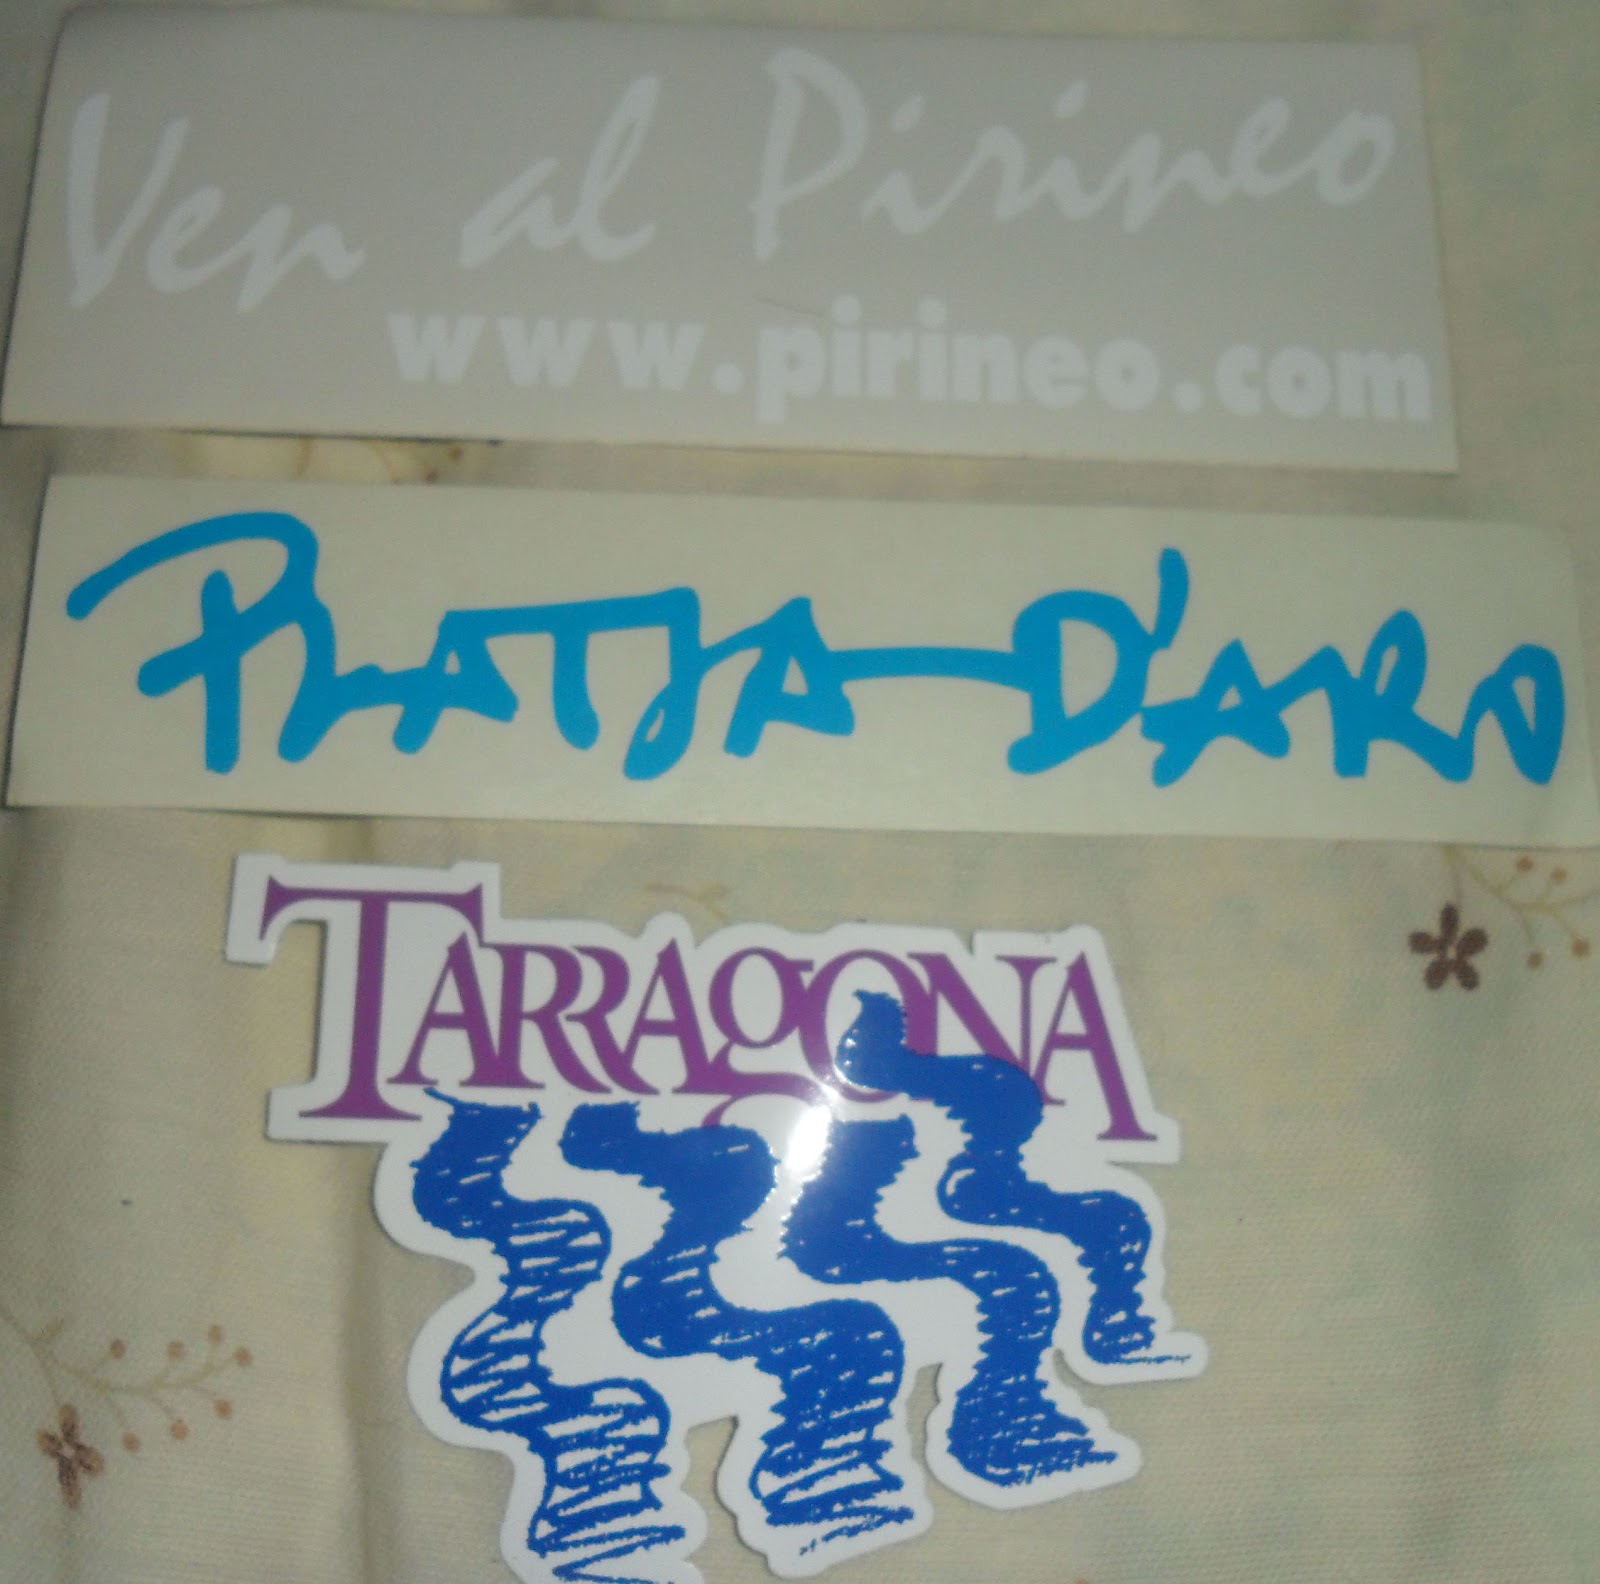 Ven al Pirineo
www.pirineo.com
PLATJA D'ARO
TARRAgONA